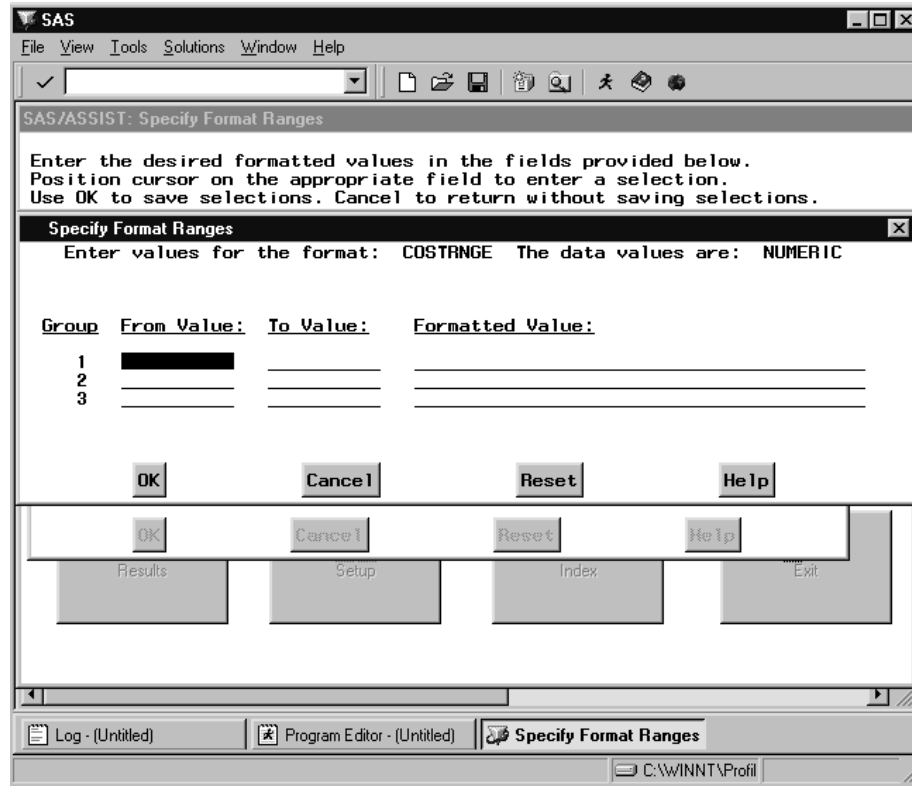 SAS
File View Tools Solutions Window Help
SAS/ASSIST: Specify Format Ranges
Enter the desired formatted values in the fields provided below.
Position cursor on the appropriate field to enter a selection.
Use OK to save selections. Cancel to return without saving selections.
Specify Format Ranges
Enter values for the format: COSTRNGE The data values are: NUMERIC
Group From Value: To Value: Formatted Value:
1
2
3
OK Cancel Reset Help
OK Cancel Reset Help
Results Setup Index Exit
Log - (Untitled) Program Editor - (Untitled) Specify Format Ranges
C:\WINNT\Profil